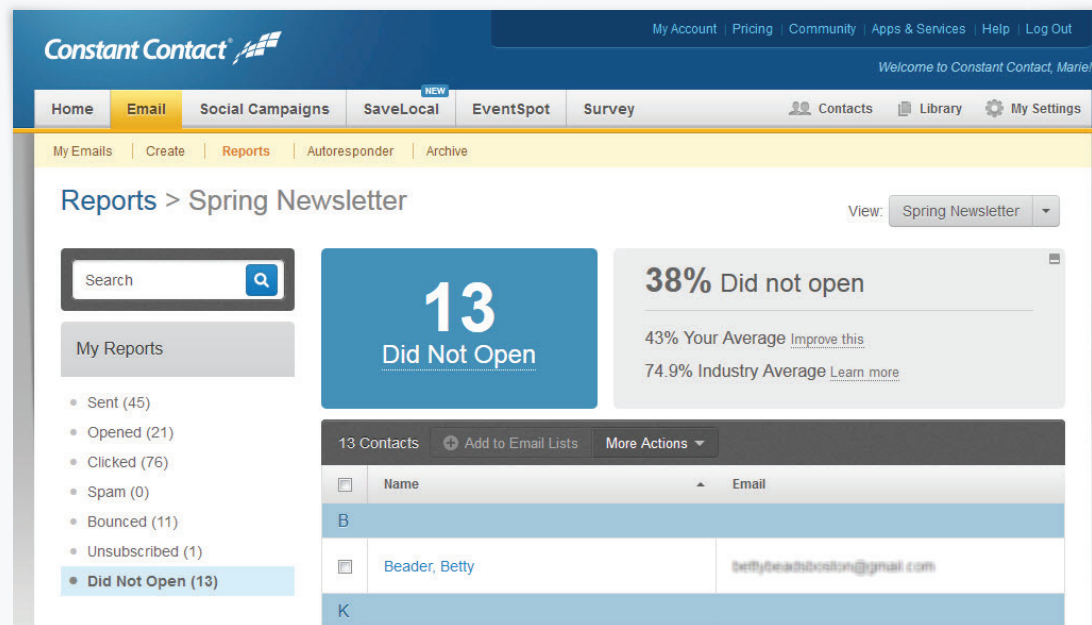 My Account | Pricing | Community | Apps & Services | Help | Log Out
Constant Contact®
Welcome to Constant Contact, Marie!
NEW
Home Email Social Campaigns SaveLocal EventSpot Survey Contacts Library My Settings
My Emails | Create | Reports | Autoresponder | Archive
Reports > Spring Newsletter
View: Spring Newsletter
Search
13
Did Not Open
38% Did not open
43% Your Average Improve this
74.9% Industry Average Learn more
My Reports
Sent (45)
Opened (21)
Clicked (76)
Spam (0)
Bounced (11)
Unsubscribed (1)
Did Not Open (13)
13 Contacts Add to Email Lists More Actions
Name Email
B
Beader, Betty
K